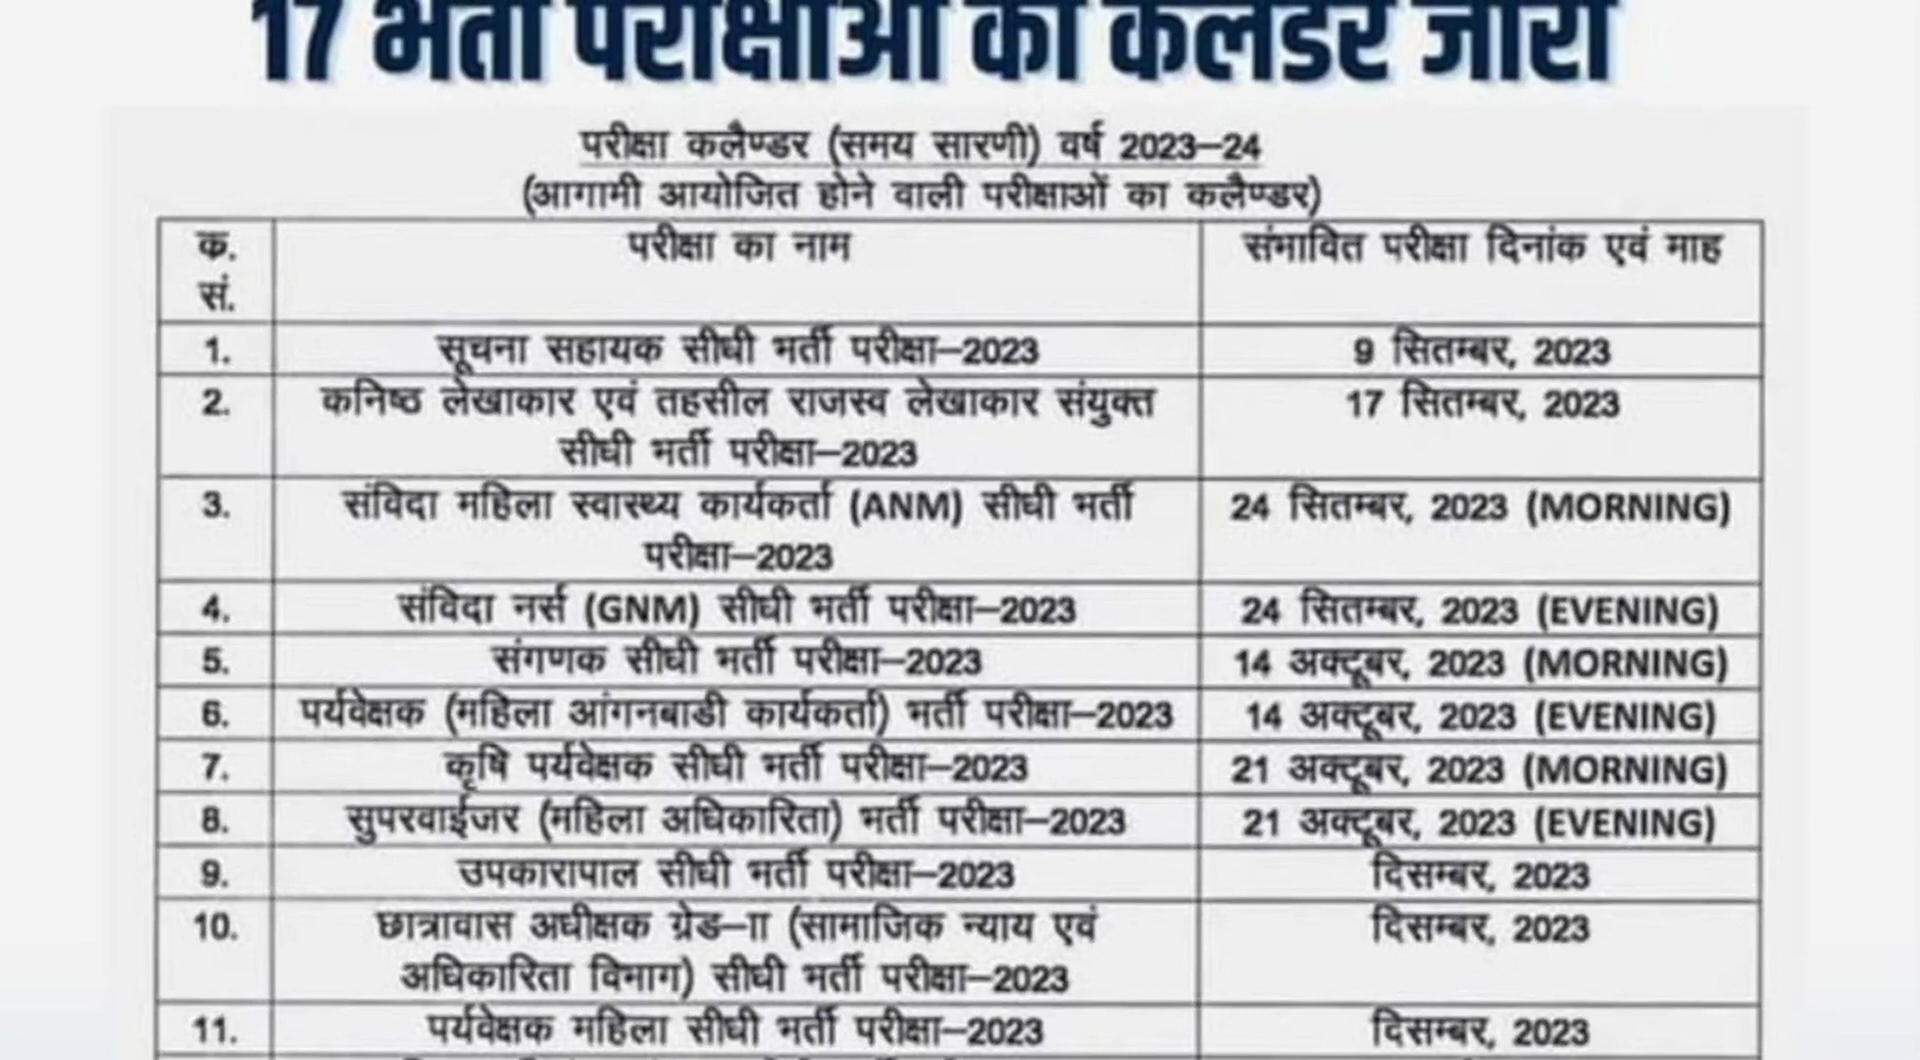 17 भर्ती परीक्षाओं का कलेंडर जारी
परीक्षा कलैण्डर (समय सारणी) वर्ष 2023–24
(आगामी आयोजित होने वाली परीक्षाओं का कलैण्डर)
क.
सं.
परीक्षा का नाम
संभावित परीक्षा दिनांक एवं माह
1.
सूचना सहायक सीधी भर्ती परीक्षा–2023
9 सितम्बर, 2023
2.
कनिष्ठ लेखाकार एवं तहसील राजस्व लेखाकार संयुक्त
सीधी भर्ती परीक्षा–2023
17 सितम्बर, 2023
3.
संविदा महिला स्वास्थ्य कार्यकर्ता (ANM) सीधी भर्ती
परीक्षा–2023
24 सितम्बर, 2023 (MORNING)
4.
संविदा नर्स (GNM) सीधी भर्ती परीक्षा–2023
24 सितम्बर, 2023 (EVENING)
5.
संगणक सीधी भर्ती परीक्षा–2023
14 अक्टूबर, 2023 (MORNING)
6.
पर्यवेक्षक (महिला आंगनबाडी कार्यकर्ता) भर्ती परीक्षा–2023
14 अक्टूबर, 2023 (EVENING)
7.
कृषि पर्यवेक्षक सीधी भर्ती परीक्षा–2023
21 अक्टूबर, 2023 (MORNING)
8.
सुपरवाईजर (महिला अधिकारिता) भर्ती परीक्षा–2023
21 अक्टूबर, 2023 (EVENING)
9.
उपकारापाल सीधी भर्ती परीक्षा–2023
दिसम्बर, 2023
10.
छात्रावास अधीक्षक ग्रेड–II (सामाजिक न्याय एवं
अधिकारिता विभाग) सीधी भर्ती परीक्षा–2023
दिसम्बर, 2023
11.
पर्यवेक्षक महिला सीधी भर्ती परीक्षा–2023
दिसम्बर, 2023